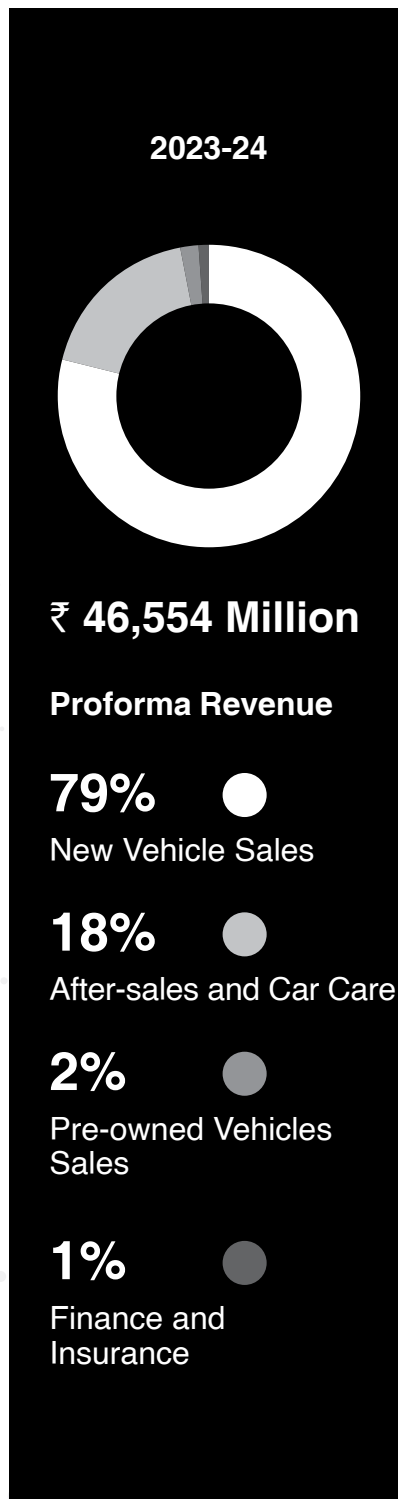 2023-24
₹ 46,554 Million
Proforma Revenue
79%
New Vehicle Sales
18%
After-sales and Car Care
2%
Pre-owned Vehicles
Sales
1%
Finance and
Insurance